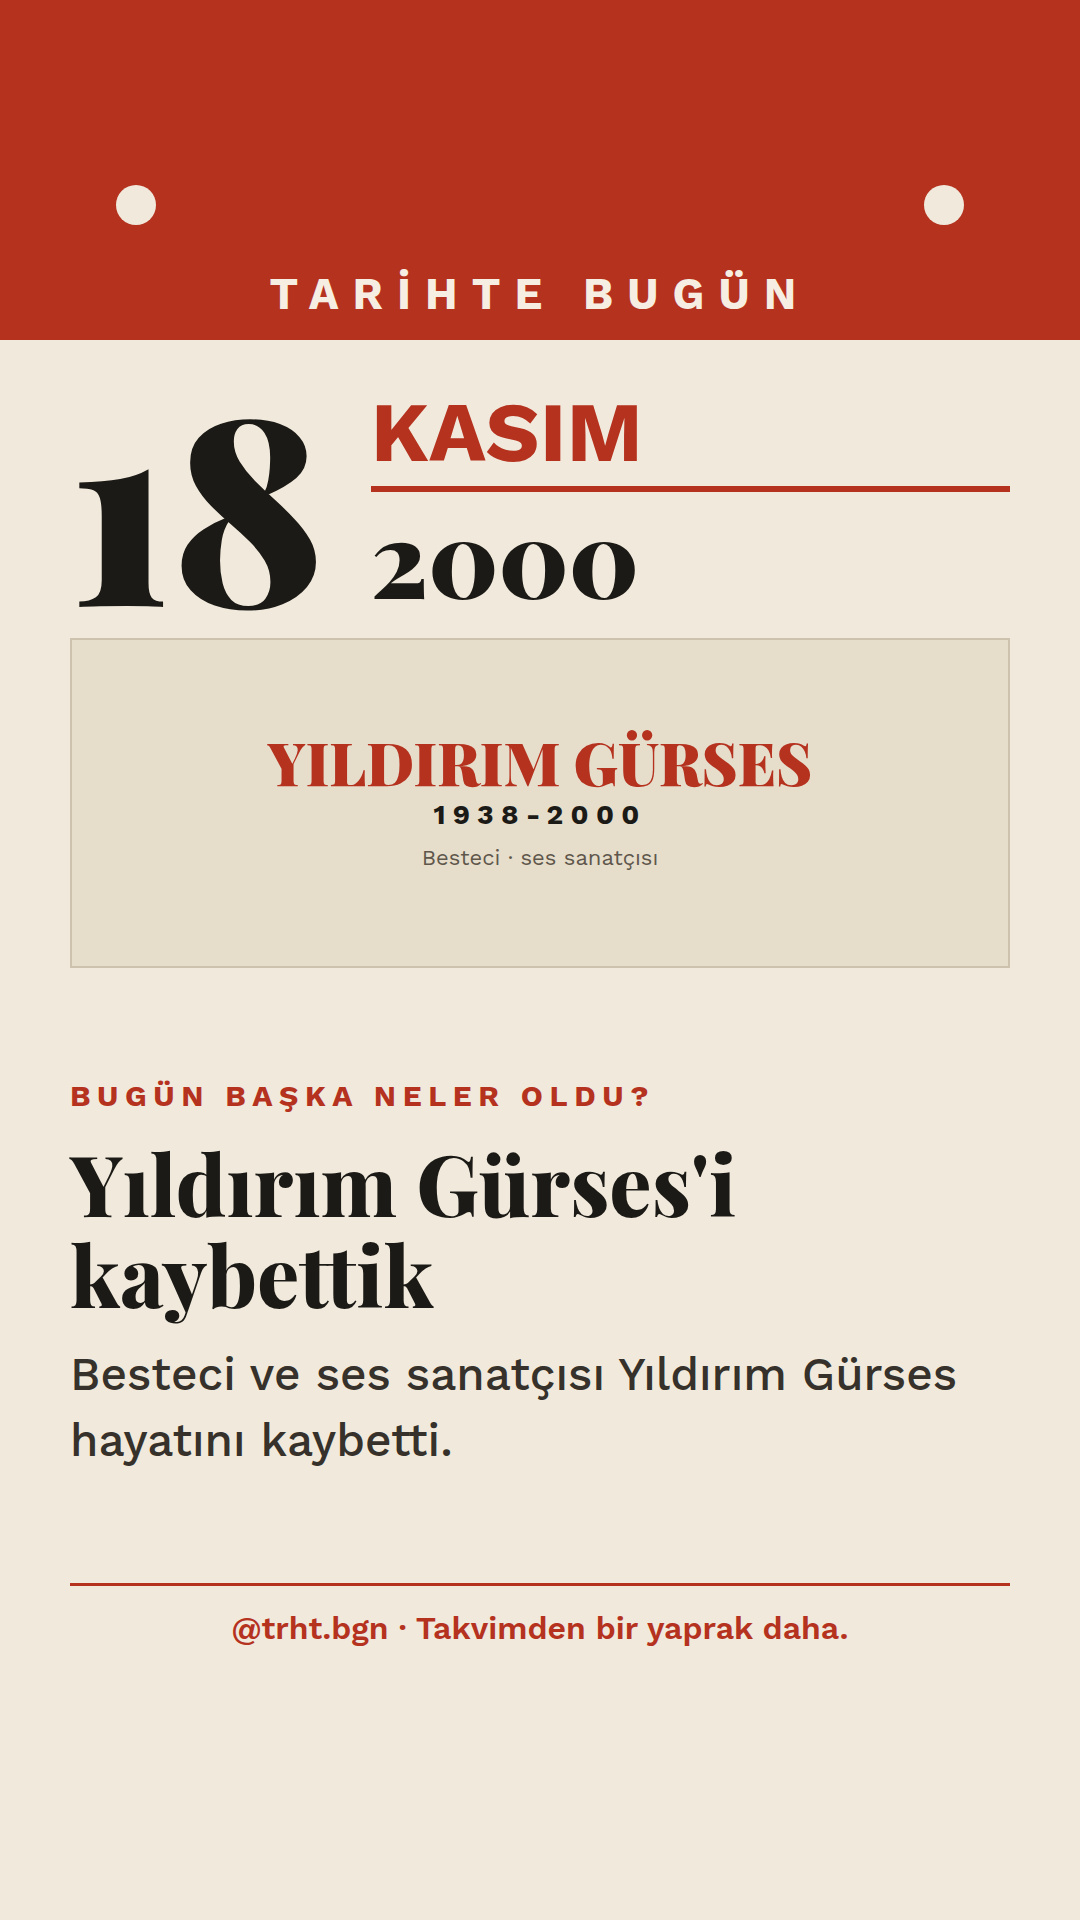 TARİHTE BUGÜN
18
KASIM
2000
YILDIRIM GÜRSES
1938-2000
Besteci · ses sanatçısı
BUGÜN BAŞKA NELER OLDU?
Yıldırım Gürses'i
kaybettik
Besteci ve ses sanatçısı Yıldırım Gürses
hayatını kaybetti.
@trht.bgn · Takvimden bir yaprak daha.